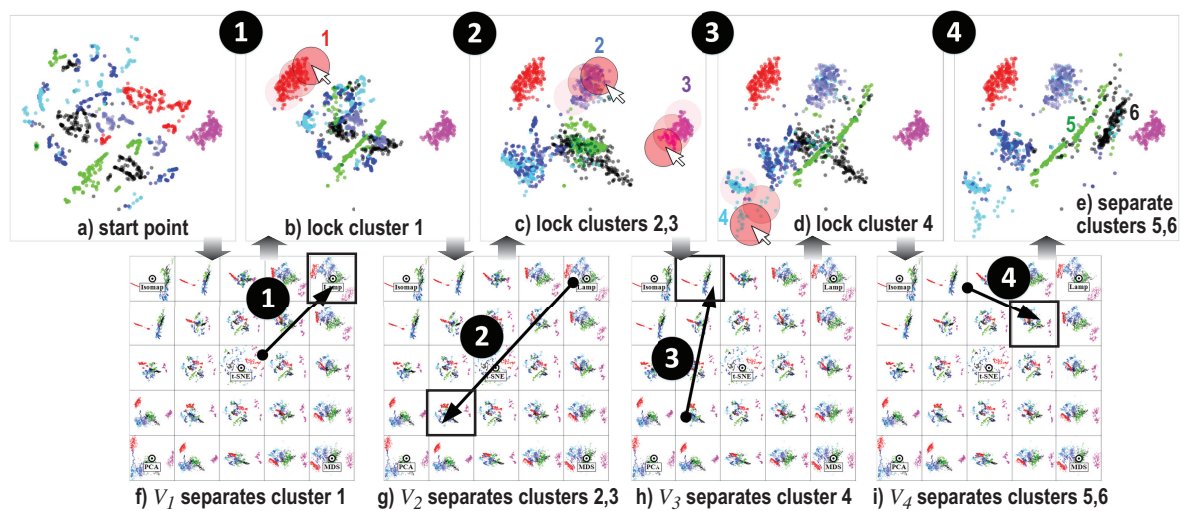 1
2
3
4
1
2
3
4
5
6
a) start point
b) lock cluster 1
c) lock clusters 2,3
d) lock cluster 4
e) separate
clusters 5,6
Isomap
Lamp
1
t-SNE
PCA
MDS
Isomap
Lamp
2
t-SNE
PCA
MDS
Isomap
Lamp
3
t-SNE
PCA
MDS
Isomap
Lamp
4
t-SNE
PCA
MDS
f) V1 separates cluster 1
g) V2 separates clusters 2,3
h) V3 separates cluster 4
i) V4 separates clusters 5,6